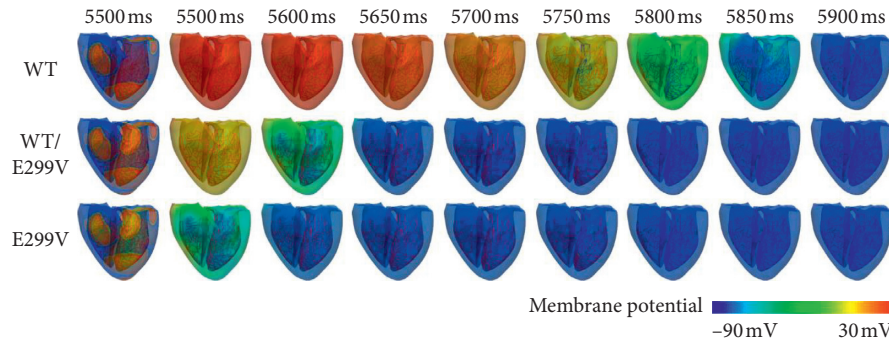 5500 ms 5500 ms 5600 ms 5650 ms 5700 ms 5750 ms 5800 ms 5850 ms 5900 ms
WT
WT/
E299V
E299V
Membrane potential
–90 mV 30 mV